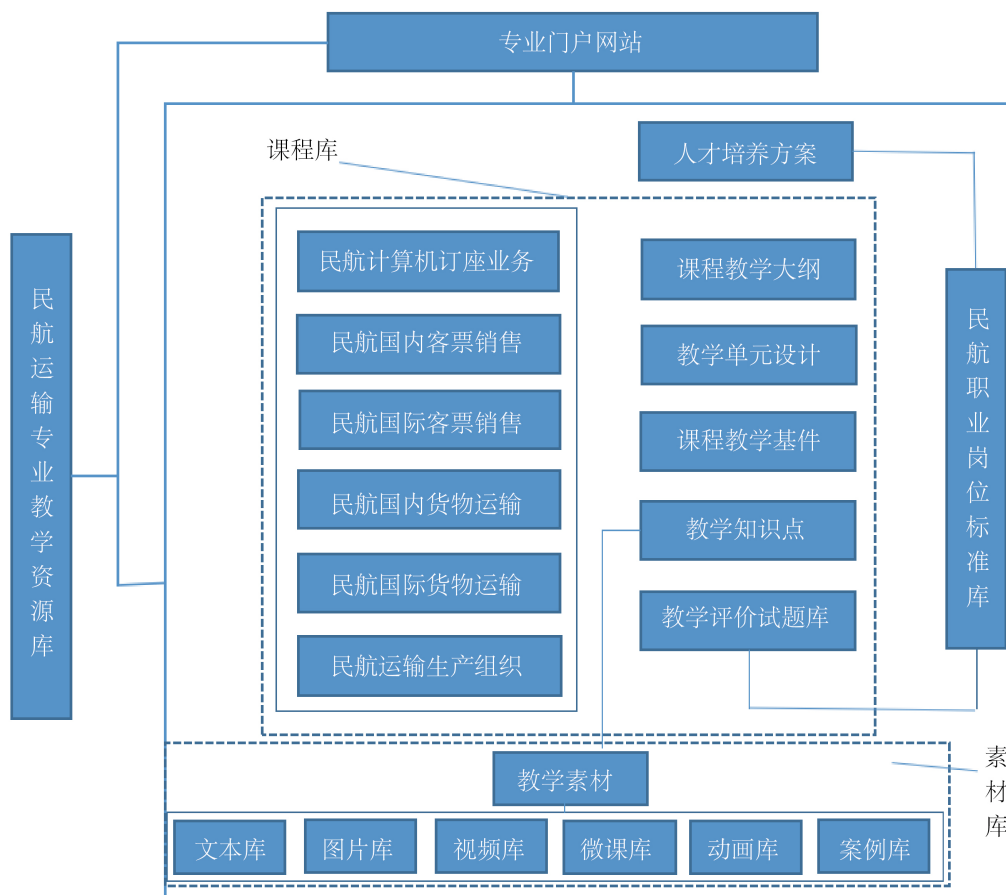 专业门户网站
课程库
人才培养方案
民航运输专业教学资源库
民航计算机订座业务
民航国内客票销售
民航国际客票销售
民航国内货物运输
民航国际货物运输
民航运输生产组织
课程教学大纲
教学单元设计
课程教学基件
教学知识点
教学评价试题库
民航职业岗位标准库
教学素材
素材库
文本库
图片库
视频库
微课库
动画库
案例库